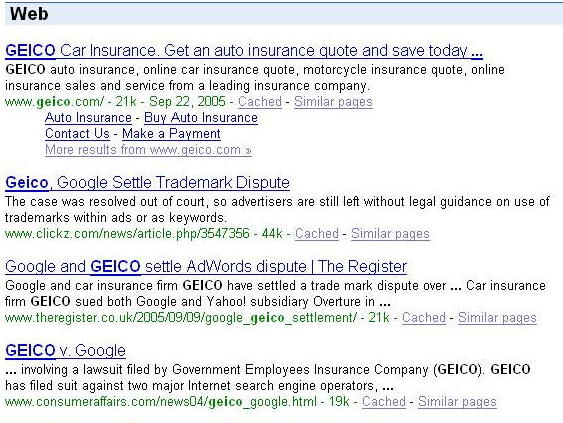 Web
GEICO Car Insurance. Get an auto insurance quote and save today ...
GEICO auto insurance, online car insurance quote, motorcycle insurance quote, online
insurance sales and service from a leading insurance company.
www.geico.com/ - 21k - Sep 22, 2005 - Cached - Similar pages
Auto Insurance - Buy Auto Insurance
Contact Us - Make a Payment
More results from www.geico.com »
Geico, Google Settle Trademark Dispute
The case was resolved out of court, so advertisers are still left without legal guidance on use of
trademarks within ads or as keywords.
www.clickz.com/news/article.php/3547356 - 44k - Cached - Similar pages
Google and GEICO settle AdWords dispute | The Register
Google and car insurance firm GEICO have settled a trade mark dispute over ... Car insurance
firm GEICO sued both Google and Yahoo! subsidiary Overture in ...
www.theregister.co.uk/2005/09/09/google_geico_settlement/ - 21k - Cached - Similar pages
GEICO v. Google
... involving a lawsuit filed by Government Employees Insurance Company (GEICO). GEICO
has filed suit against two major Internet search engine operators, ...
www.consumeraffairs.com/news04/geico_google.html - 19k - Cached - Similar pages